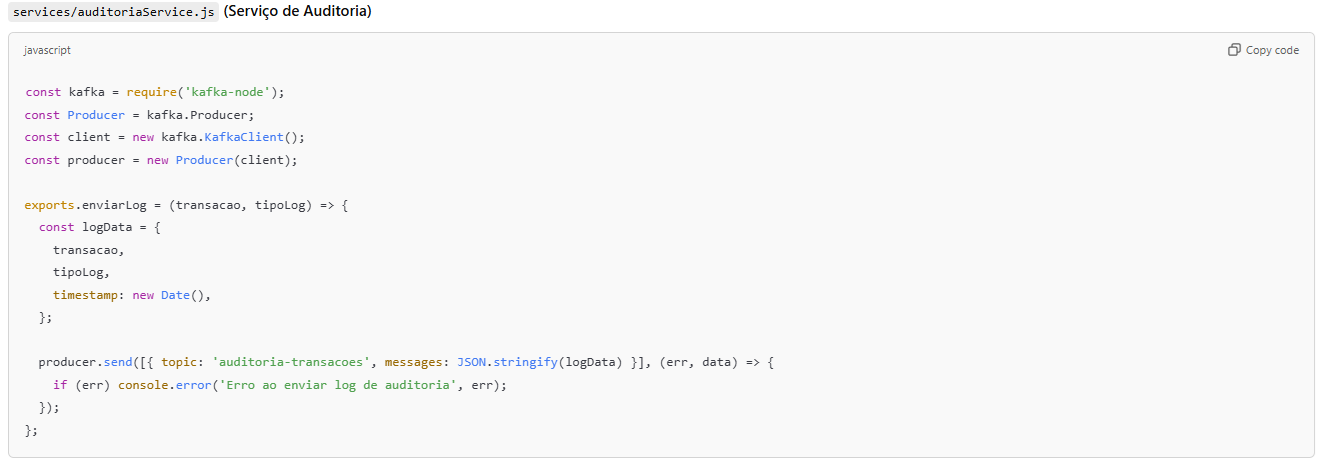 services/auditoriaService.js (Serviço de Auditoria)
javascript
Copy code
const kafka = require('kafka-node');
const Producer = kafka.Producer;
const client = new kafka.KafkaClient();
const producer = new Producer(client);
exports.enviarLog = (transacao, tipoLog) => {
  const logData = {
    transacao,
    tipoLog,
    timestamp: new Date(),
  };
  producer.send([{ topic: 'auditoria-transacoes', messages: JSON.stringify(logData) }], (err, data) => {
    if (err) console.error('Erro ao enviar log de auditoria', err);
  });
};